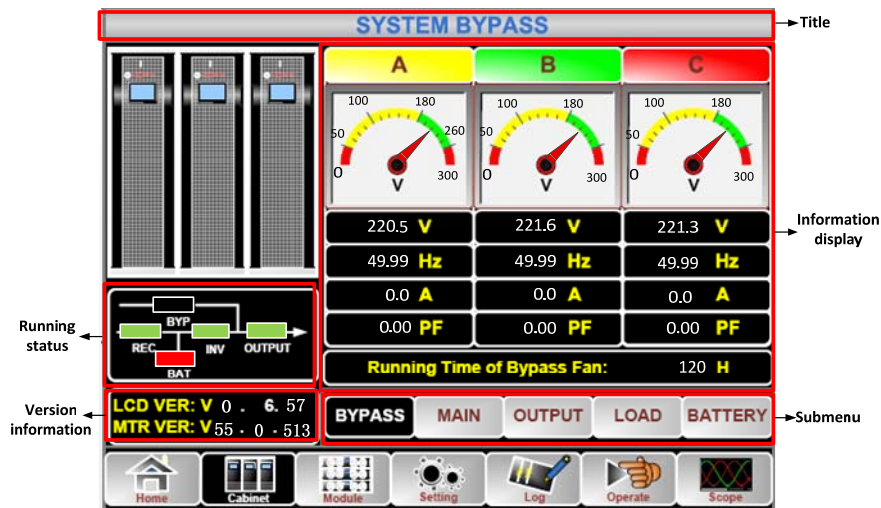 SYSTEM BYPASS
Title
A B C
100 180
50 260
0 300
V
100 180
50
0 300
V
100 180
50
0 300
V
220.5 V 221.6 V 221.3 V
49.99 Hz 49.99 Hz 49.99 Hz
0.0 A 0.0 A 0.0 A
0.00 PF 0.00 PF 0.00 PF
Running Time of Bypass Fan: 120 H
Information
display
BYP
REC INV OUTPUT
BAT
Running
status
LCD VER: V 0 . 6. 57
MTR VER: V 55 . 0 . 513
Version
information
BYPASS MAIN OUTPUT LOAD BATTERY
Submenu
Home Cabinet Module Setting Log Operate Scope